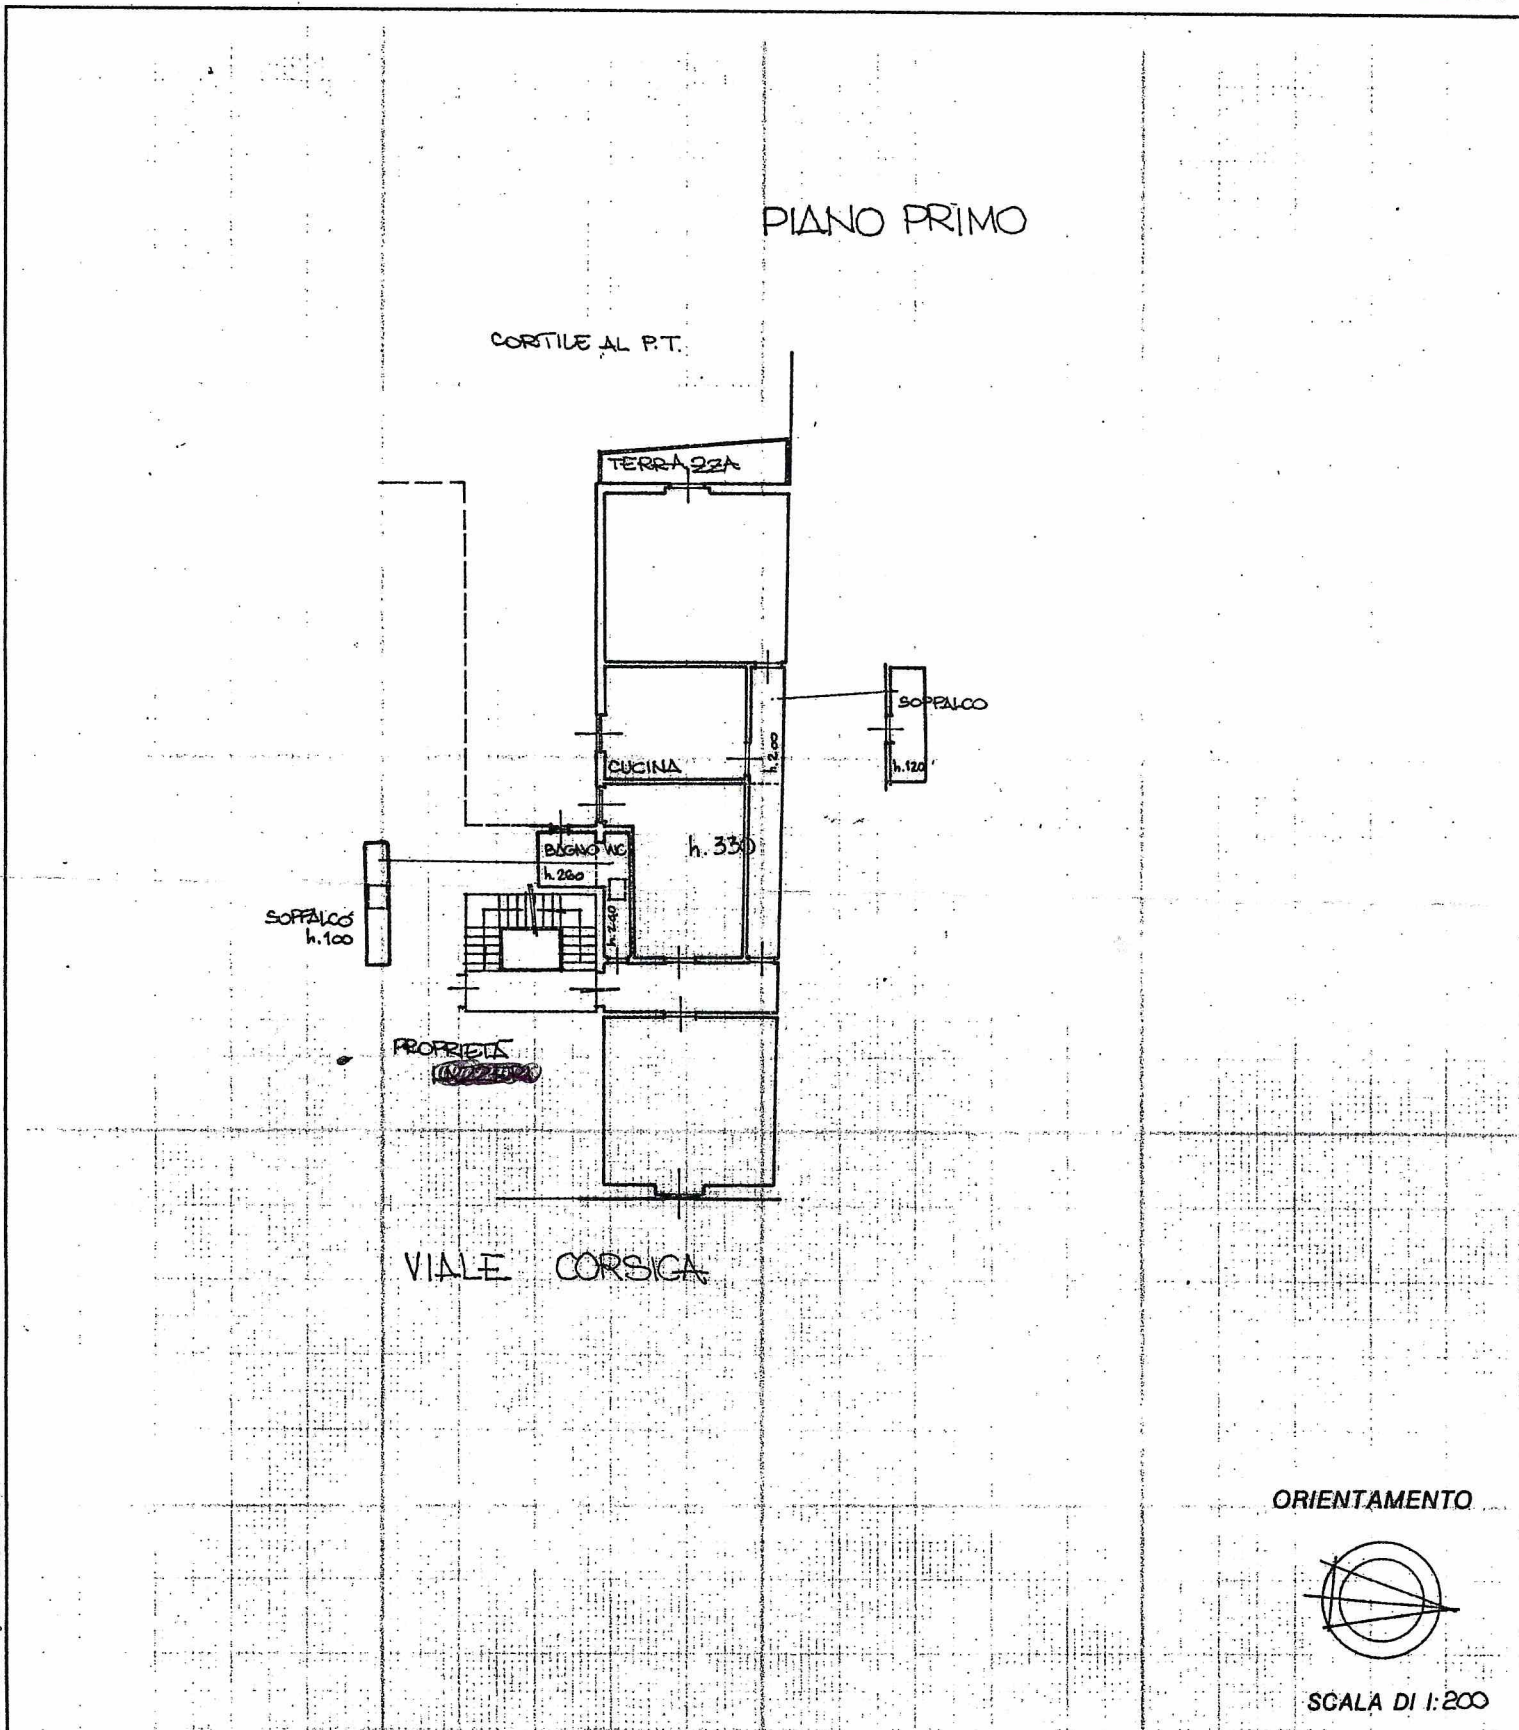 PIANO PRIMO
CORTILE AL P.T.
TERRAZZA
SOPPALCO
h.200
h.120
CUCINA
h. 330
BAGNO WC
h.260
h.240
SOPPALCO
h.100
PROPRIETÀ
VIALE CORSICA
ORIENTAMENTO
SCALA DI 1:200